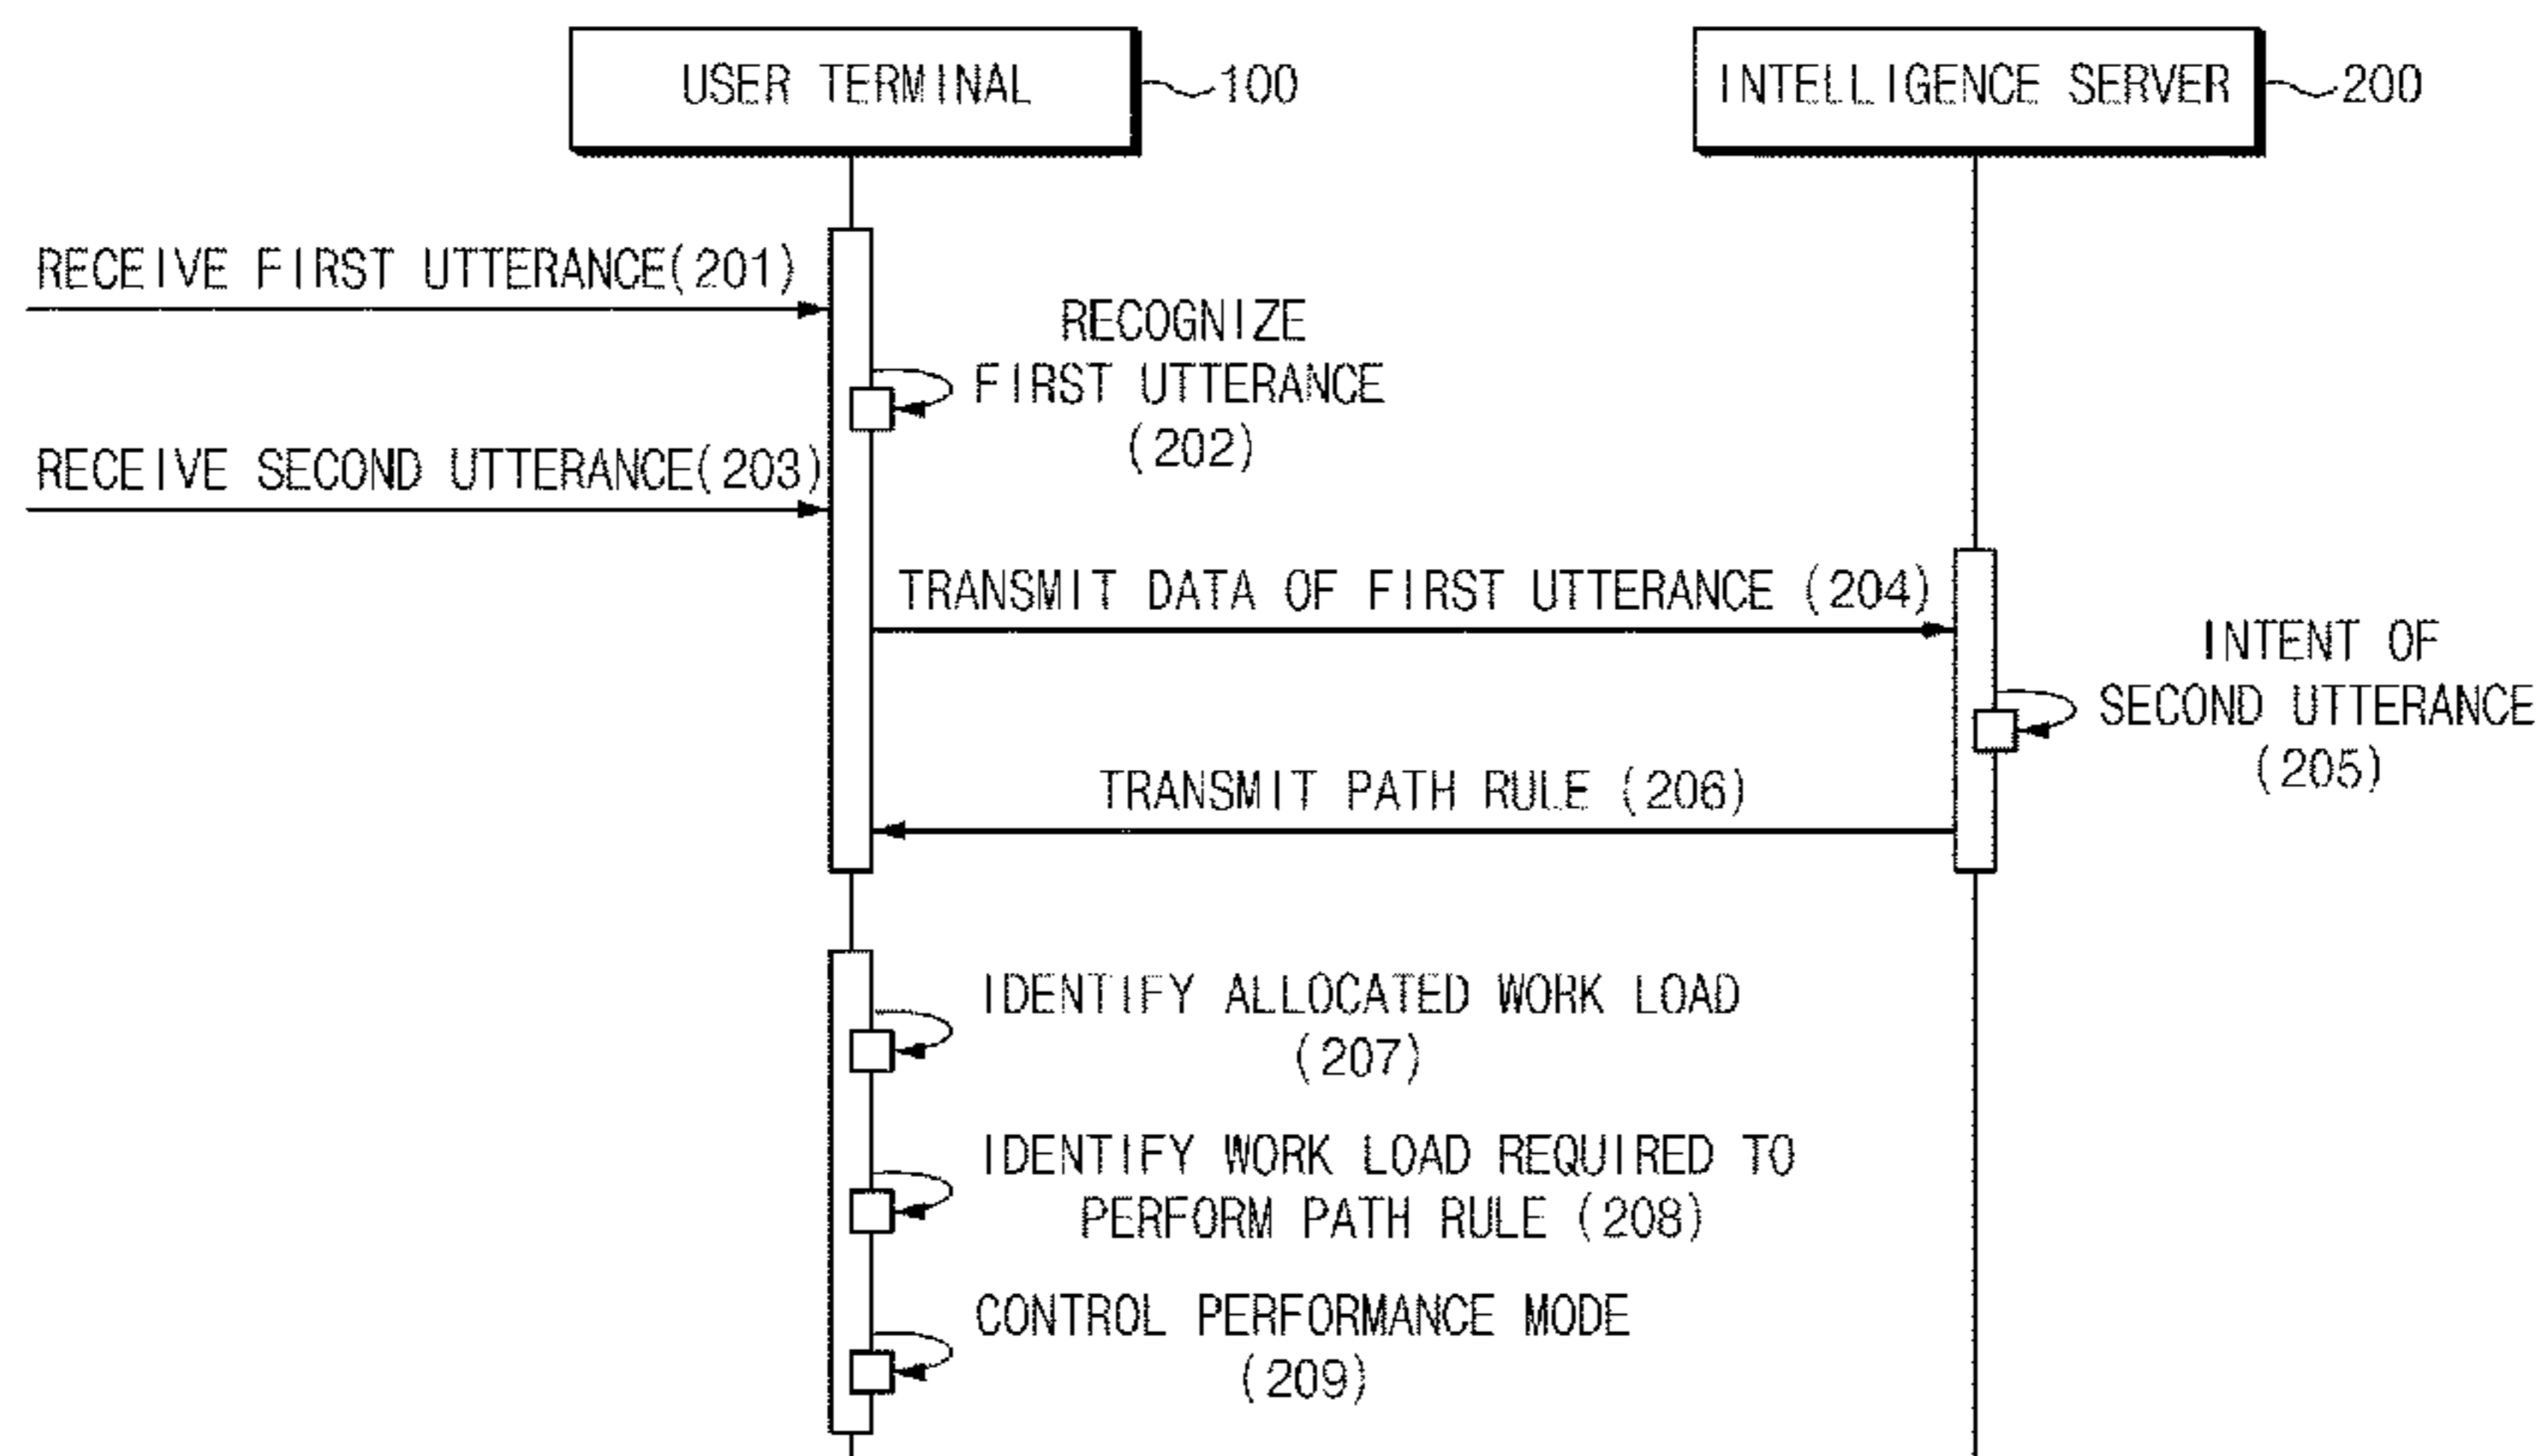 USER TERMINAL
100
INTELLIGENCE SERVER
200
RECEIVE FIRST UTTERANCE(201)
RECOGNIZE
FIRST UTTERANCE
(202)
RECEIVE SECOND UTTERANCE(203)
TRANSMIT DATA OF FIRST UTTERANCE (204)
INTENT OF
SECOND UTTERANCE
(205)
TRANSMIT PATH RULE (206)
IDENTIFY ALLOCATED WORK LOAD
(207)
IDENTIFY WORK LOAD REQUIRED TO
PERFORM PATH RULE (208)
CONTROL PERFORMANCE MODE
(209)